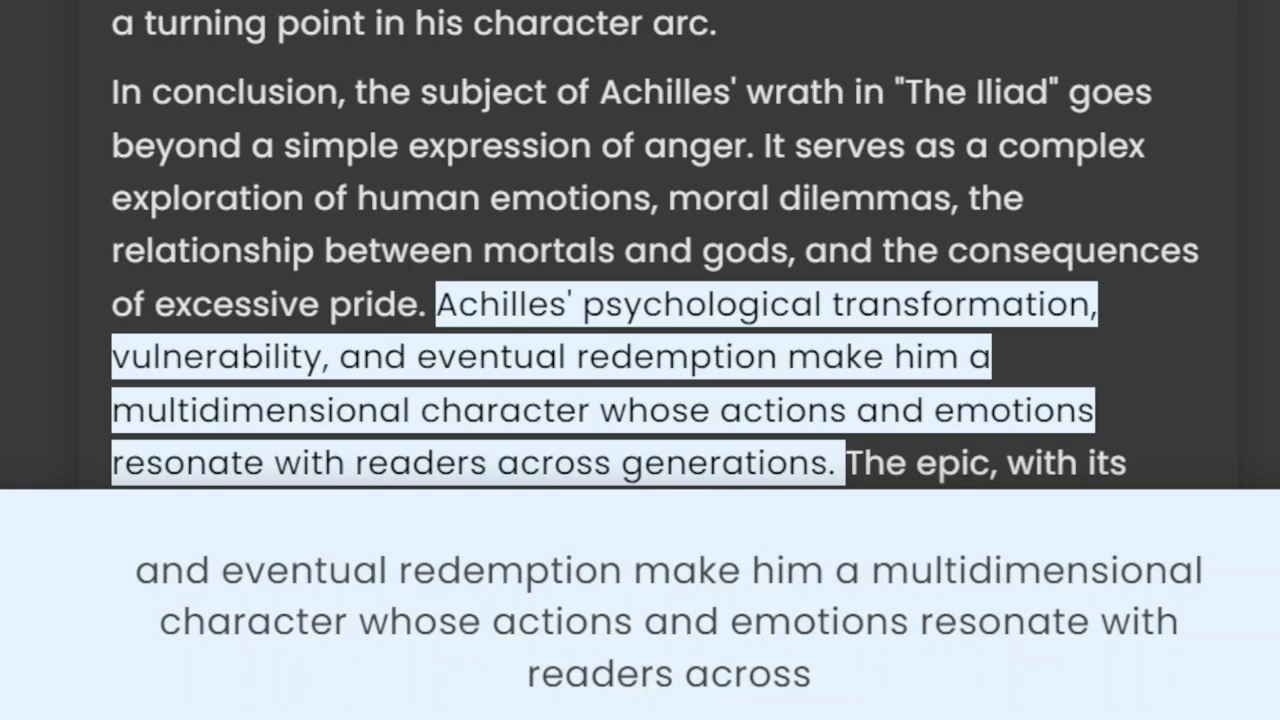 a turning point in his character arc.
In conclusion, the subject of Achilles' wrath in "The Iliad" goes
beyond a simple expression of anger. It serves as a complex
exploration of human emotions, moral dilemmas, the
relationship between mortals and gods, and the consequences
of excessive pride. Achilles' psychological transformation,
vulnerability, and eventual redemption make him a
multidimensional character whose actions and emotions
resonate with readers across generations. The epic, with its
and eventual redemption make him a multidimensional
character whose actions and emotions resonate with
readers across